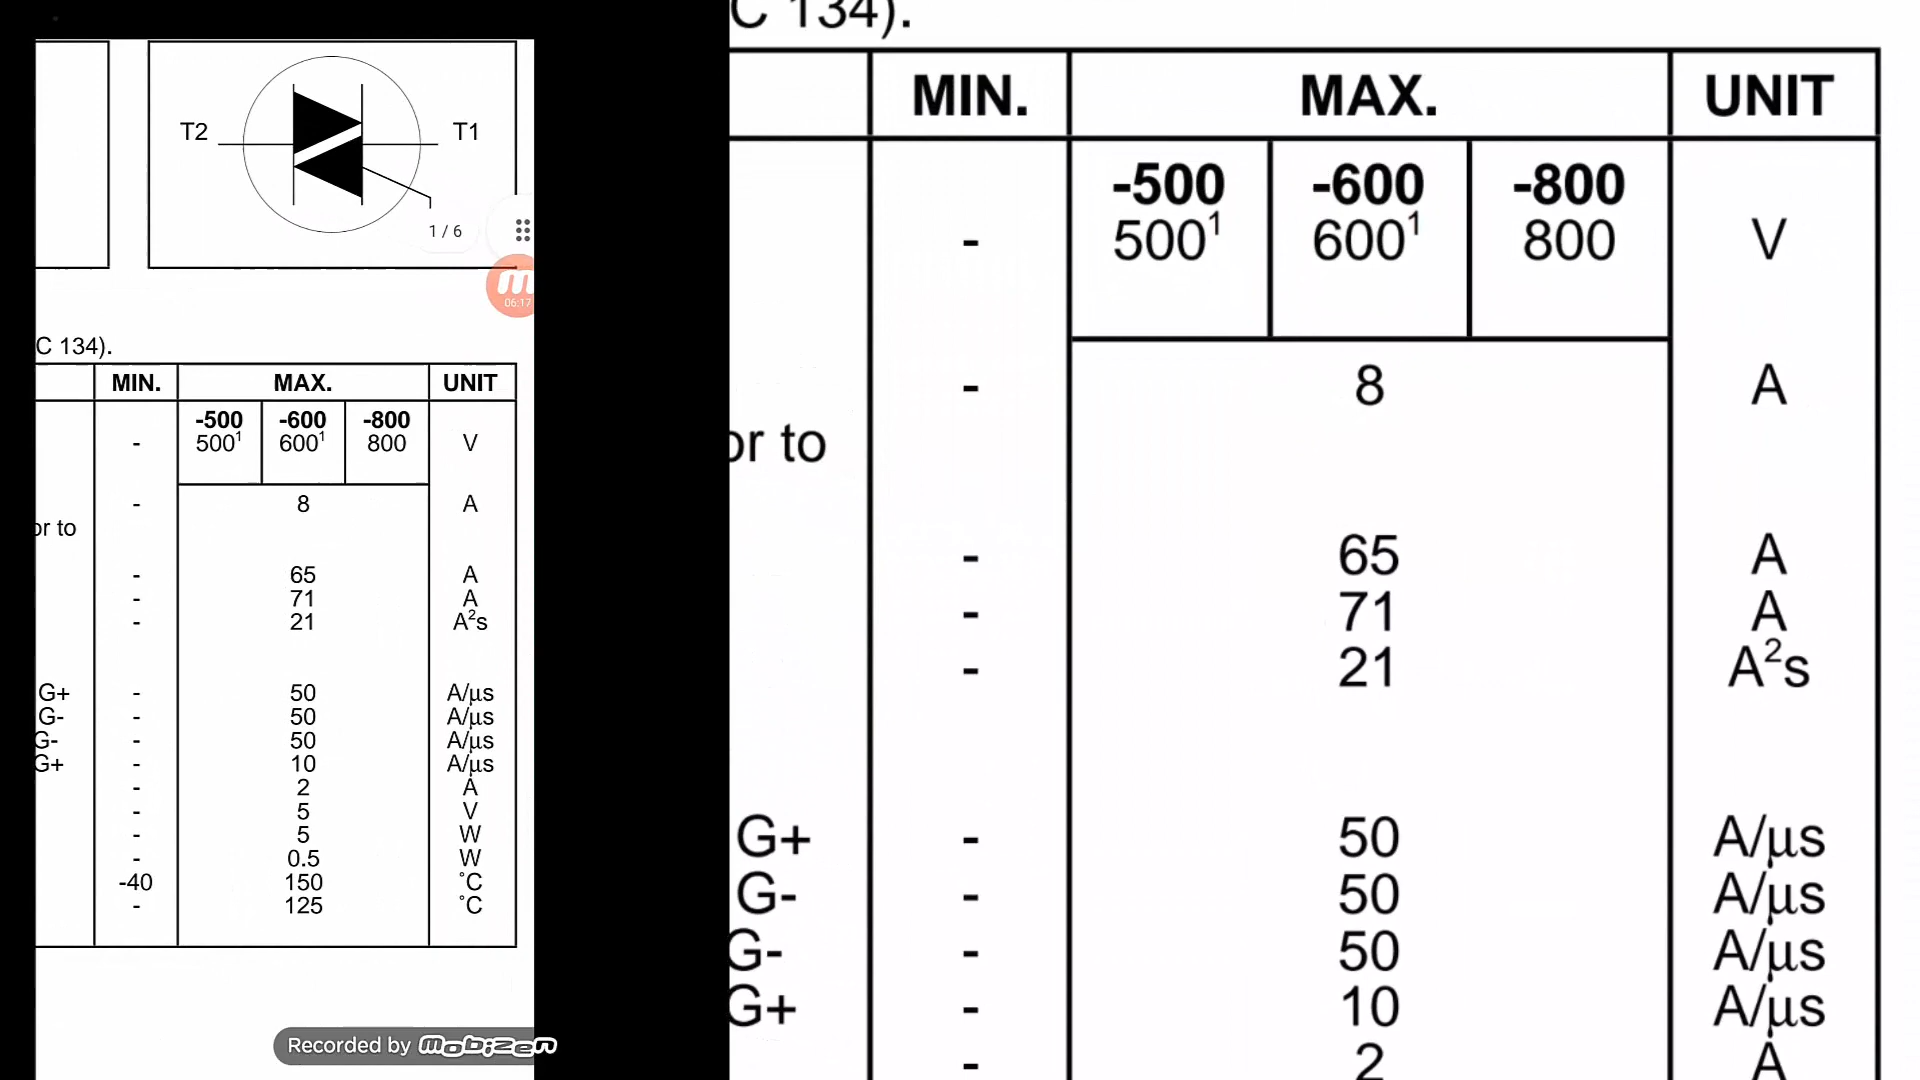 T2
T1
1 / 6
06:17
C 134).
MIN. MAX. UNIT
-500 -600 -800
- 500¹ 600¹ 800 V
- 8 A
or to
- 65 A
- 71 A
- 21 A²s
G+ - 50 A/μs
G- - 50 A/μs
G- - 50 A/μs
G+ - 10 A/μs
- 2 A
- 5 V
- 5 W
- 0.5 W
-40 150 ˚C
- 125 ˚C
Recorded by Mobizen
C 134).
MIN. MAX. UNIT
-500 -600 -800
- 500¹ 600¹ 800 V
- 8 A
or to
- 65 A
- 71 A
- 21 A²s
G+ - 50 A/μs
G- - 50 A/μs
G- - 50 A/μs
G+ - 10 A/μs
- 2 A